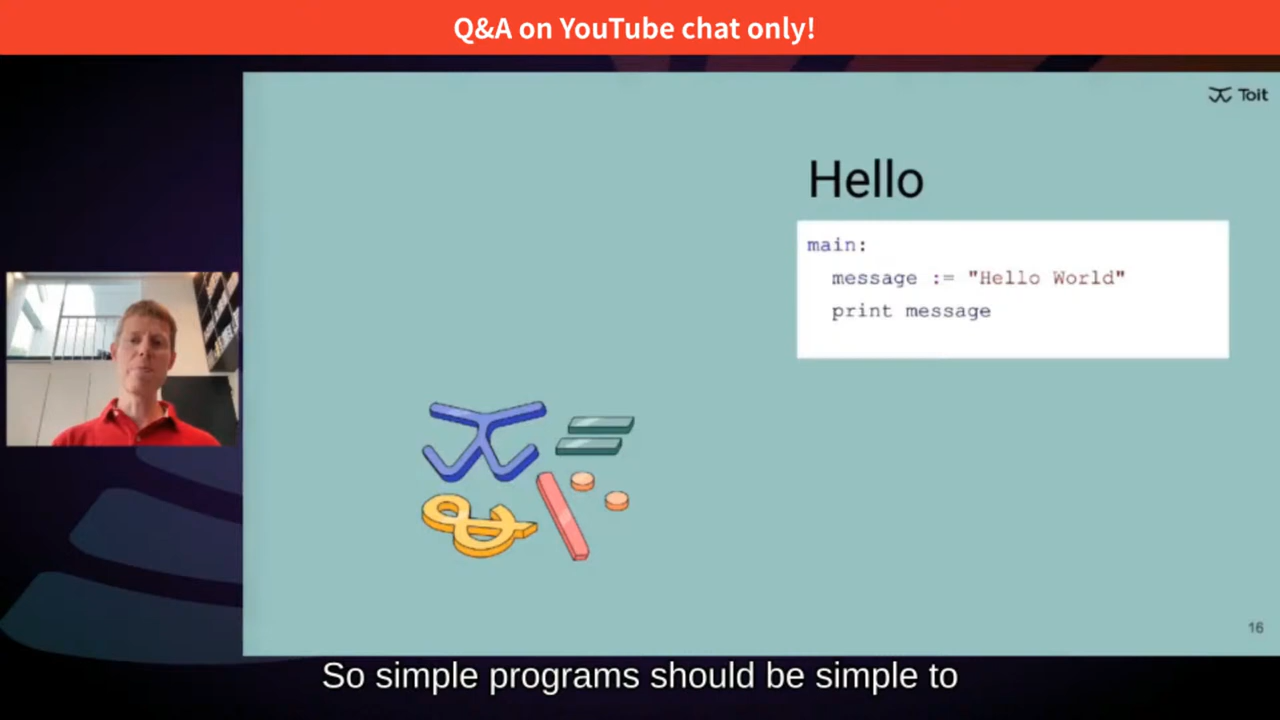 Q&A on YouTube chat only!
Toit
Hello
main:
message := "Hello World"
print message
16
So simple programs should be simple to